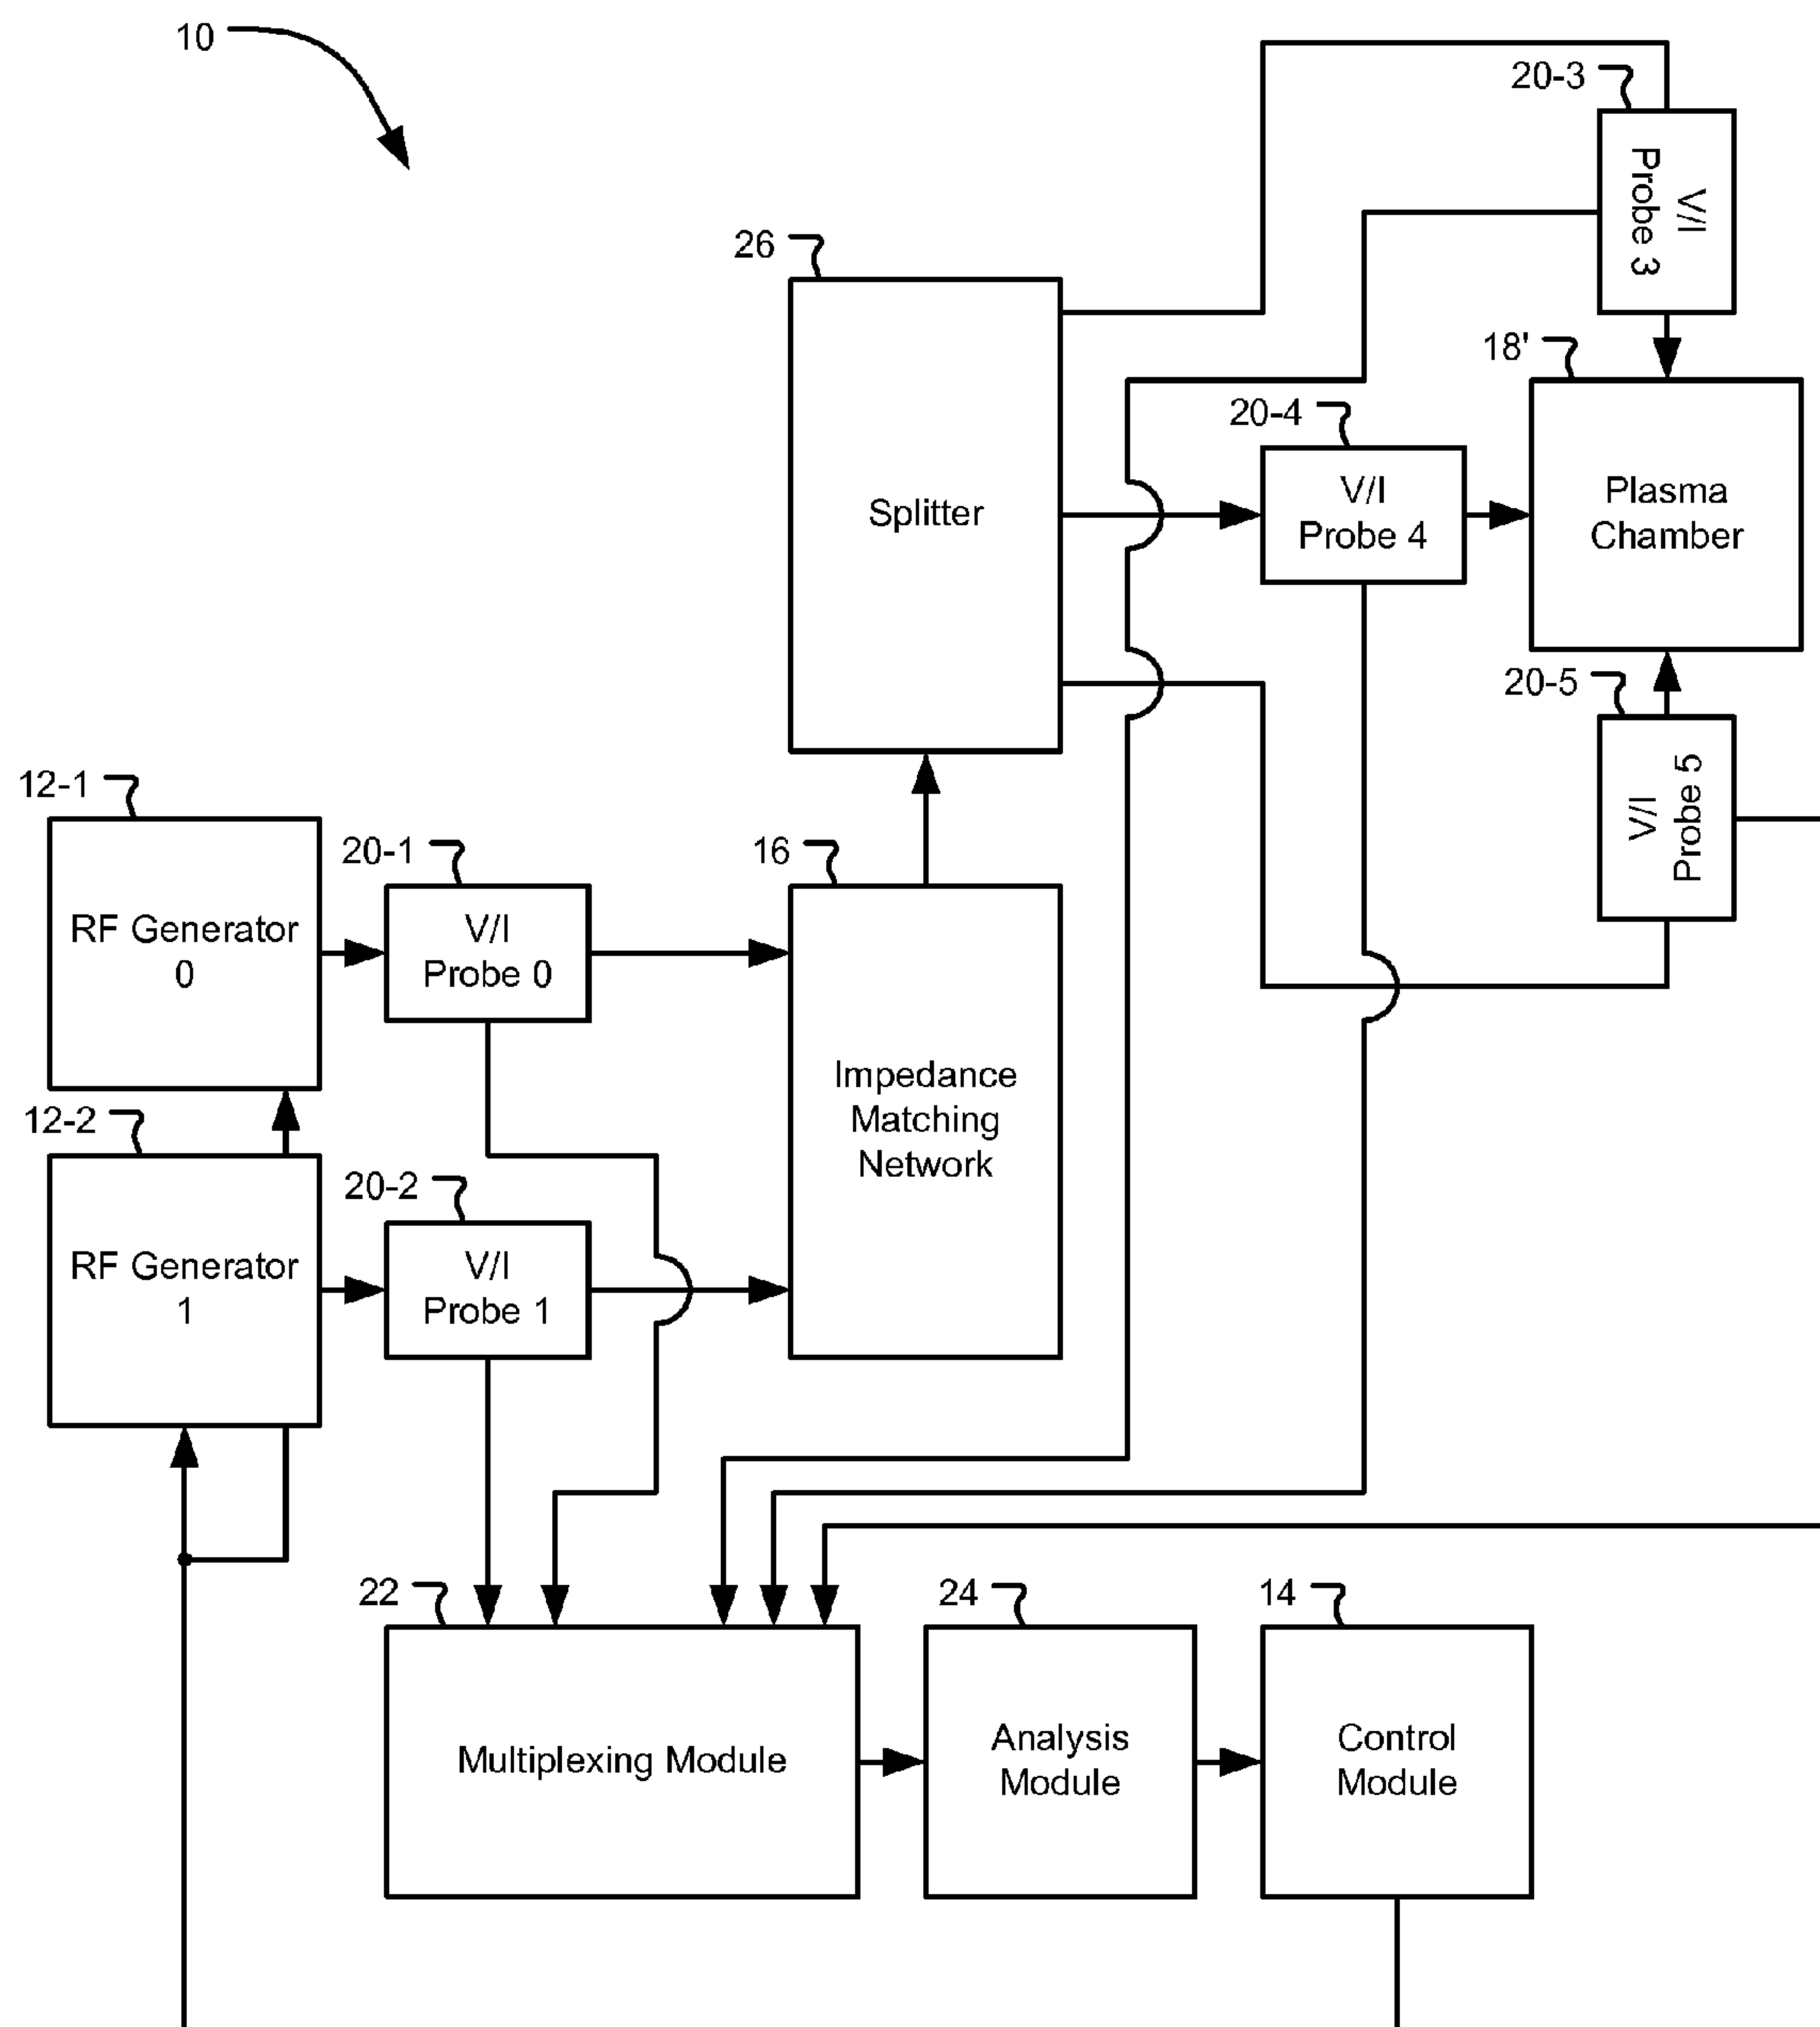 10
20-3
V/I
Probe 3
26
18'
20-4
Splitter
V/I
Probe 4
Plasma
Chamber
20-5
V/I
Probe 5
12-1
20-1
16
RF Generator
0
V/I
Probe 0
Impedance
Matching
Network
12-2
20-2
RF Generator
1
V/I
Probe 1
22
24
14
Multiplexing Module
Analysis
Module
Control
Module